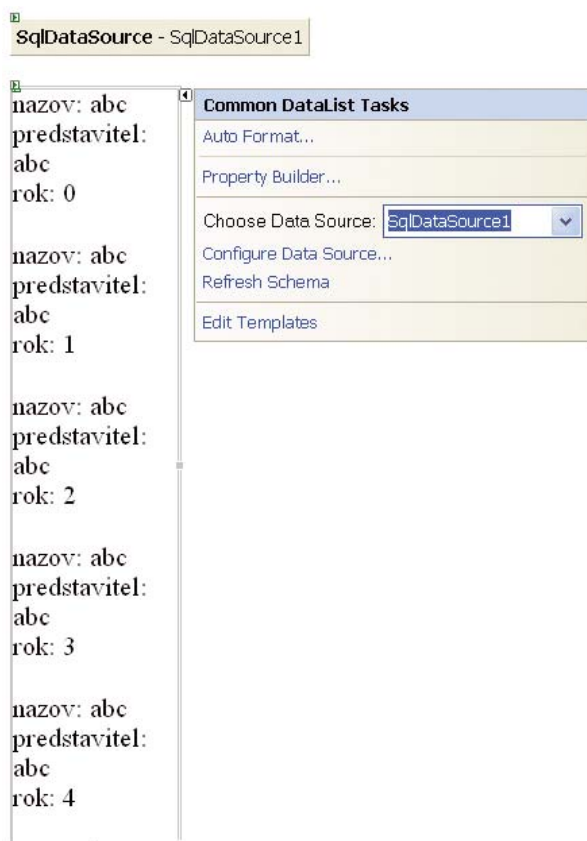 SqlDataSource - SqlDataSource1
nazov: abc
predstavitel:
abc
rok: 0
nazov: abc
predstavitel:
abc
rok: 1
nazov: abc
predstavitel:
abc
rok: 2
nazov: abc
predstavitel:
abc
rok: 3
nazov: abc
predstavitel:
abc
rok: 4
Common DataList Tasks
Auto Format...
Property Builder...
Choose Data Source: SqlDataSource1
Configure Data Source...
Refresh Schema
Edit Templates